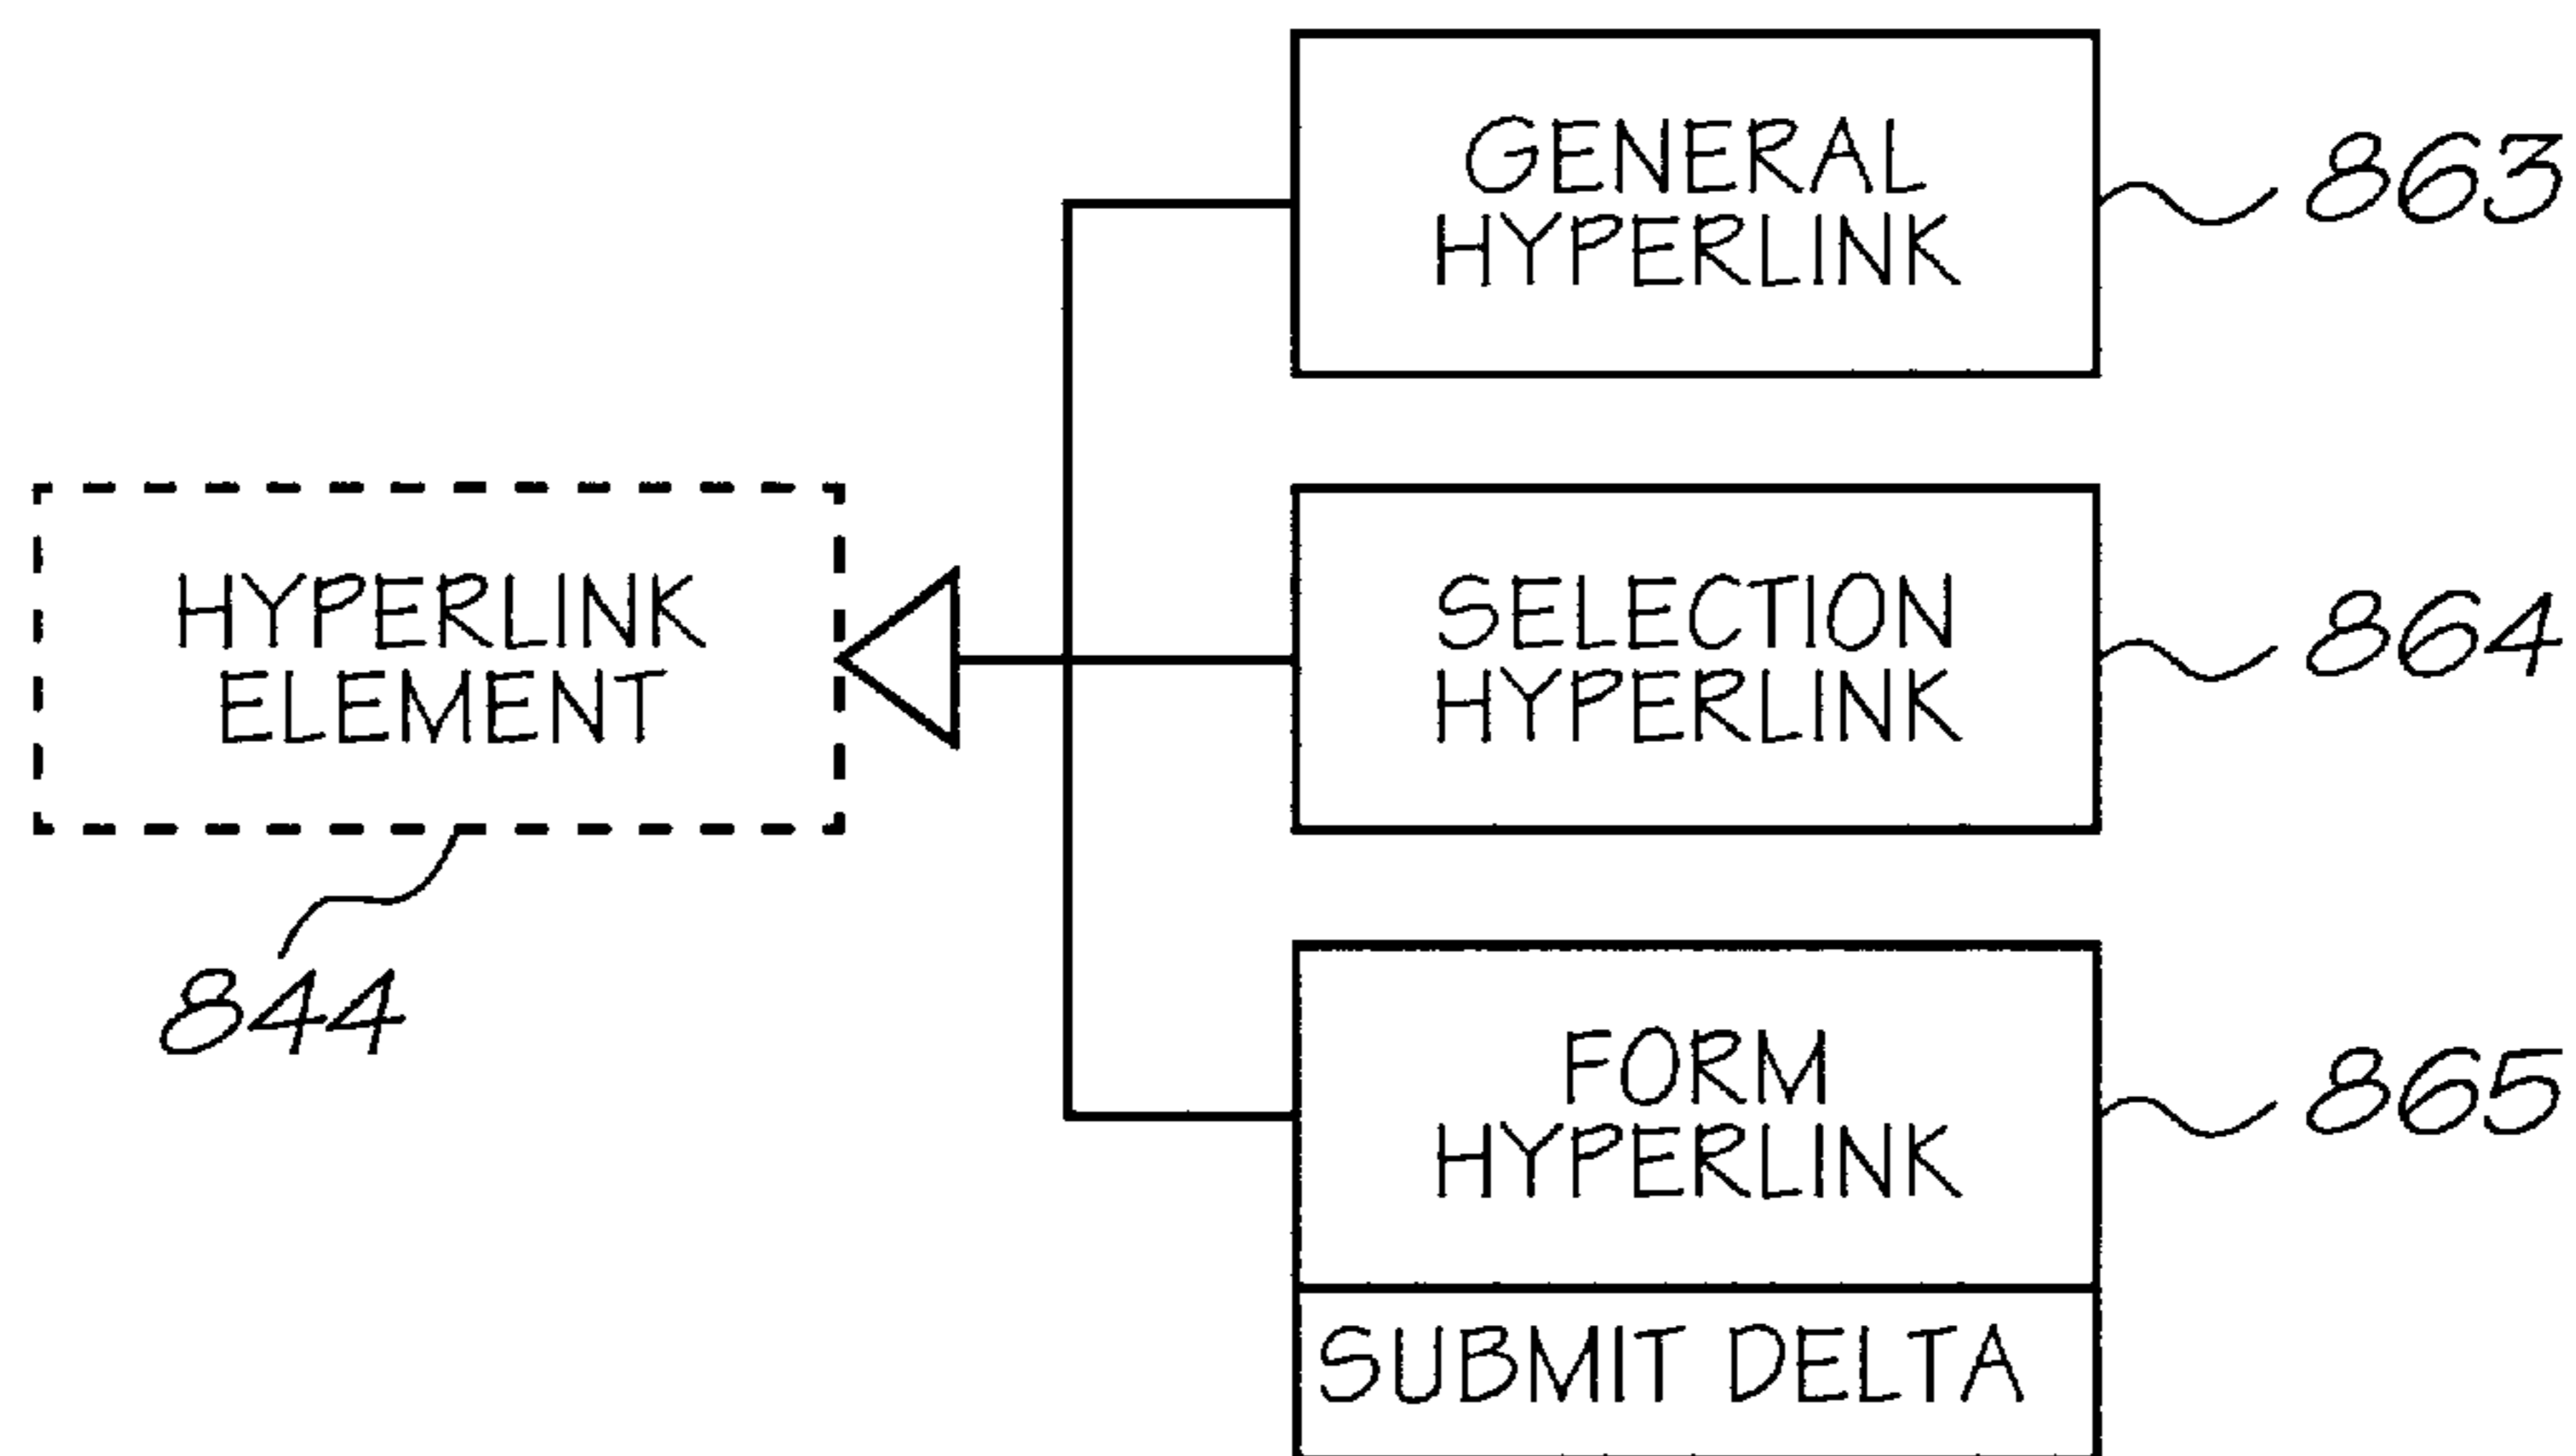 GENERAL
HYPERLINK
863
HYPERLINK
ELEMENT
844
SELECTION
HYPERLINK
864
FORM
HYPERLINK
865
SUBMIT DELTA